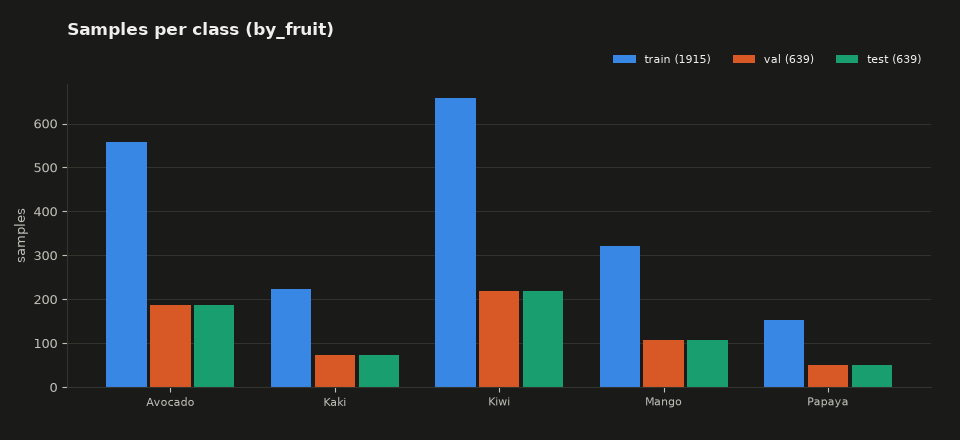 Samples per class (by_fruit)
train (1915) val (639) test (639)
samples
600
500
400
300
200
100
0
Avocado Kaki Kiwi Mango Papaya